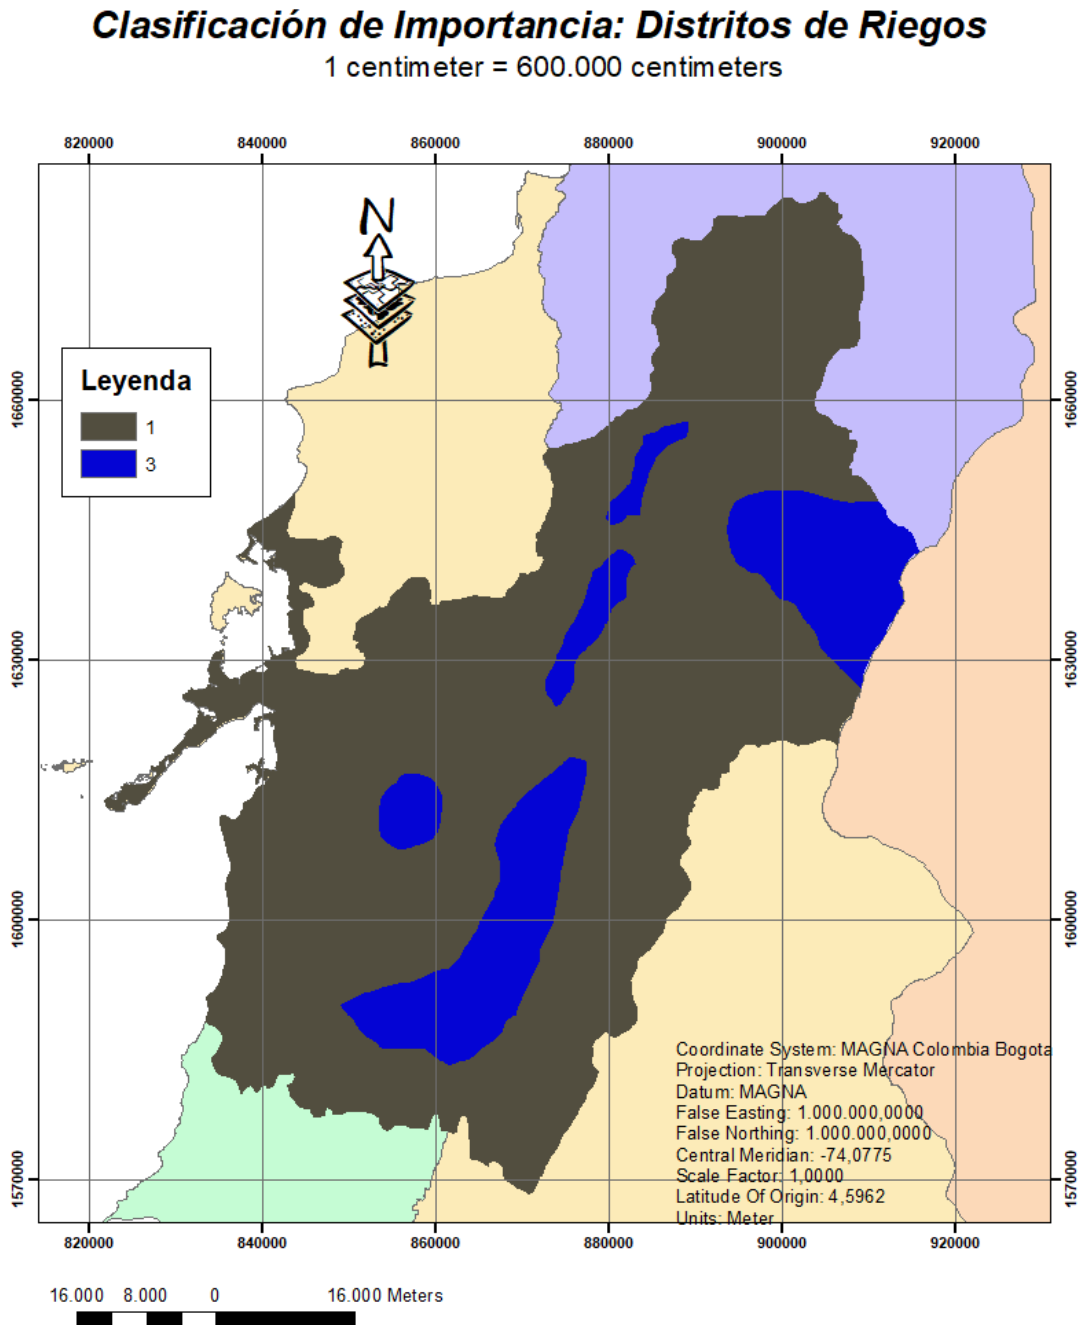 Clasificación de Importancia: Distritos de Riegos
1 centimeter = 600.000 centimeters
820000 840000 860000 880000 900000 920000
N
1660000 1660000
Leyenda
1
3
1630000 1630000
1600000 1600000
Coordinate System: MAGNA Colombia Bogota
Projection: Transverse Mercator
Datum: MAGNA
False Easting: 1.000.000,0000
False Northing: 1.000.000,0000
Central Meridian: -74,0775
Scale Factor: 1,0000
Latitude Of Origin: 4,5962
Units: Meter
1570000 1570000
820000 840000 860000 880000 900000 920000
16.000 8.000 0 16.000 Meters